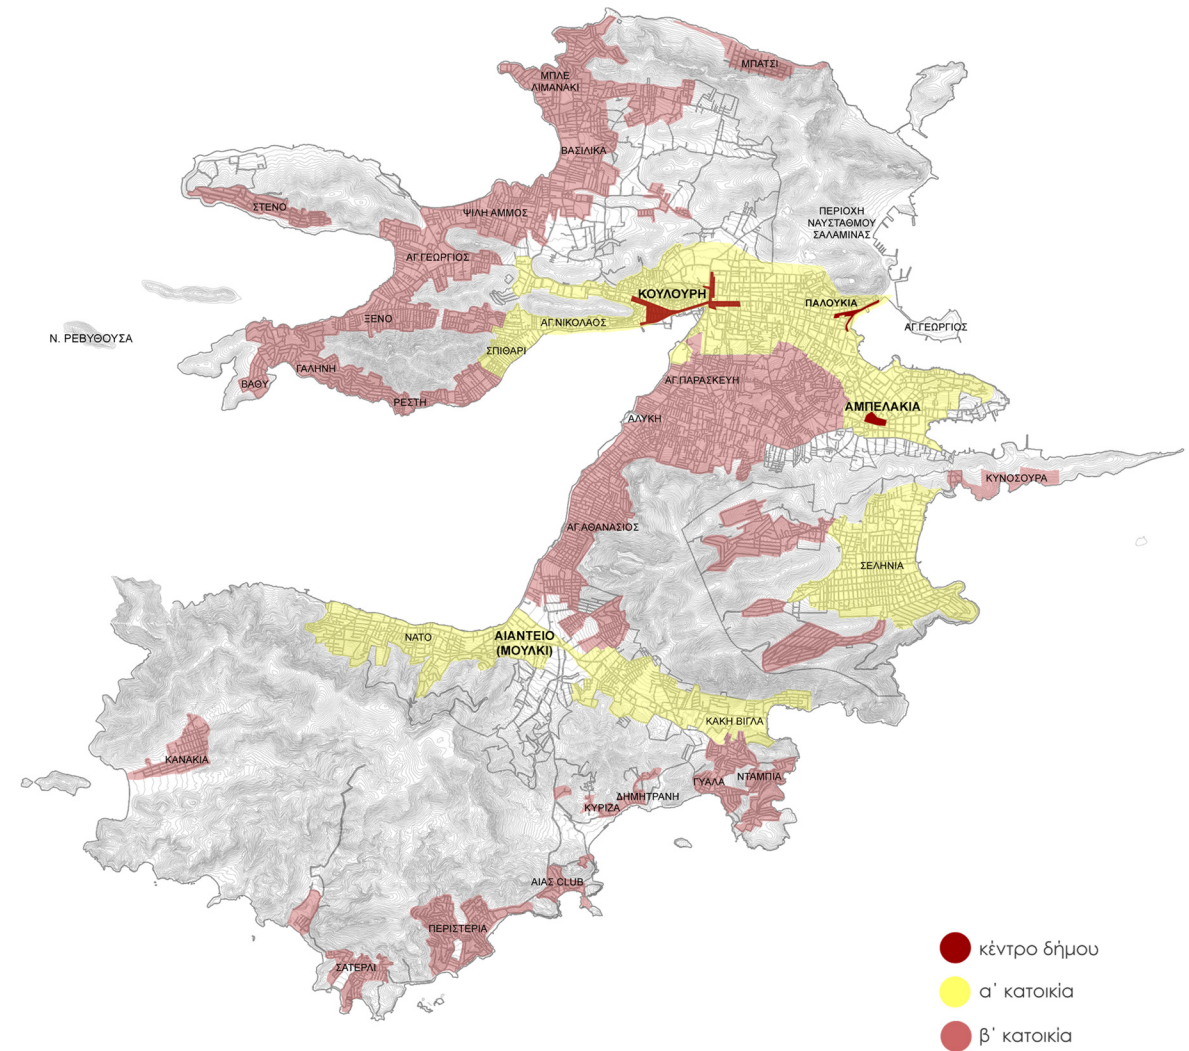 ΜΠΑΤΣΙ
ΜΠΛΕ
ΛΙΜΑΝΑΚΙ
ΒΑΣΙΛΙΚΑ
ΣΤΕΝΟ
ΨΙΛΗ ΑΜΜΟΣ
ΠΕΡΙΟΧΗ
ΝΑΥΣΤΑΘΜΟΥ
ΣΑΛΑΜΙΝΑΣ
ΑΓ.ΓΕΩΡΓΙΟΣ
ΚΟΥΛΟΥΡΗ
ΠΑΛΟΥΚΙΑ
ΞΕΝΟ
ΑΓ.ΝΙΚΟΛΑΟΣ
ΑΓ.ΓΕΩΡΓΙΟΣ
Ν. ΡΕΒΥΘΟΥΣΑ
ΣΠΙΘΑΡΙ
ΓΑΛΗΝΗ
ΒΑΘΥ
ΑΓ.ΠΑΡΑΣΚΕΥΗ
ΡΕΣΤΗ
ΑΜΠΕΛΑΚΙΑ
ΑΛΥΚΗ
ΚΥΝΟΣΟΥΡΑ
ΑΓ.ΑΘΑΝΑΣΙΟΣ
ΣΕΛΗΝΙΑ
ΝΑΤΟ
ΑΙΑΝΤΕΙΟ
(ΜΟΥΛΚΙ)
ΚΑΚΗ ΒΙΓΛΑ
ΚΑΝΑΚΙΑ
ΓΥΑΛΑ
ΝΤΑΜΠΙΑ
ΔΗΜΗΤΡΑΝΗ
ΚΥΡΙΖΑ
ΑΙΑΣ CLUB
ΠΕΡΙΣΤΕΡΙΑ
ΣΑΤΕΡΛΙ
κέντρο δήμου
α' κατοικία
β' κατοικία